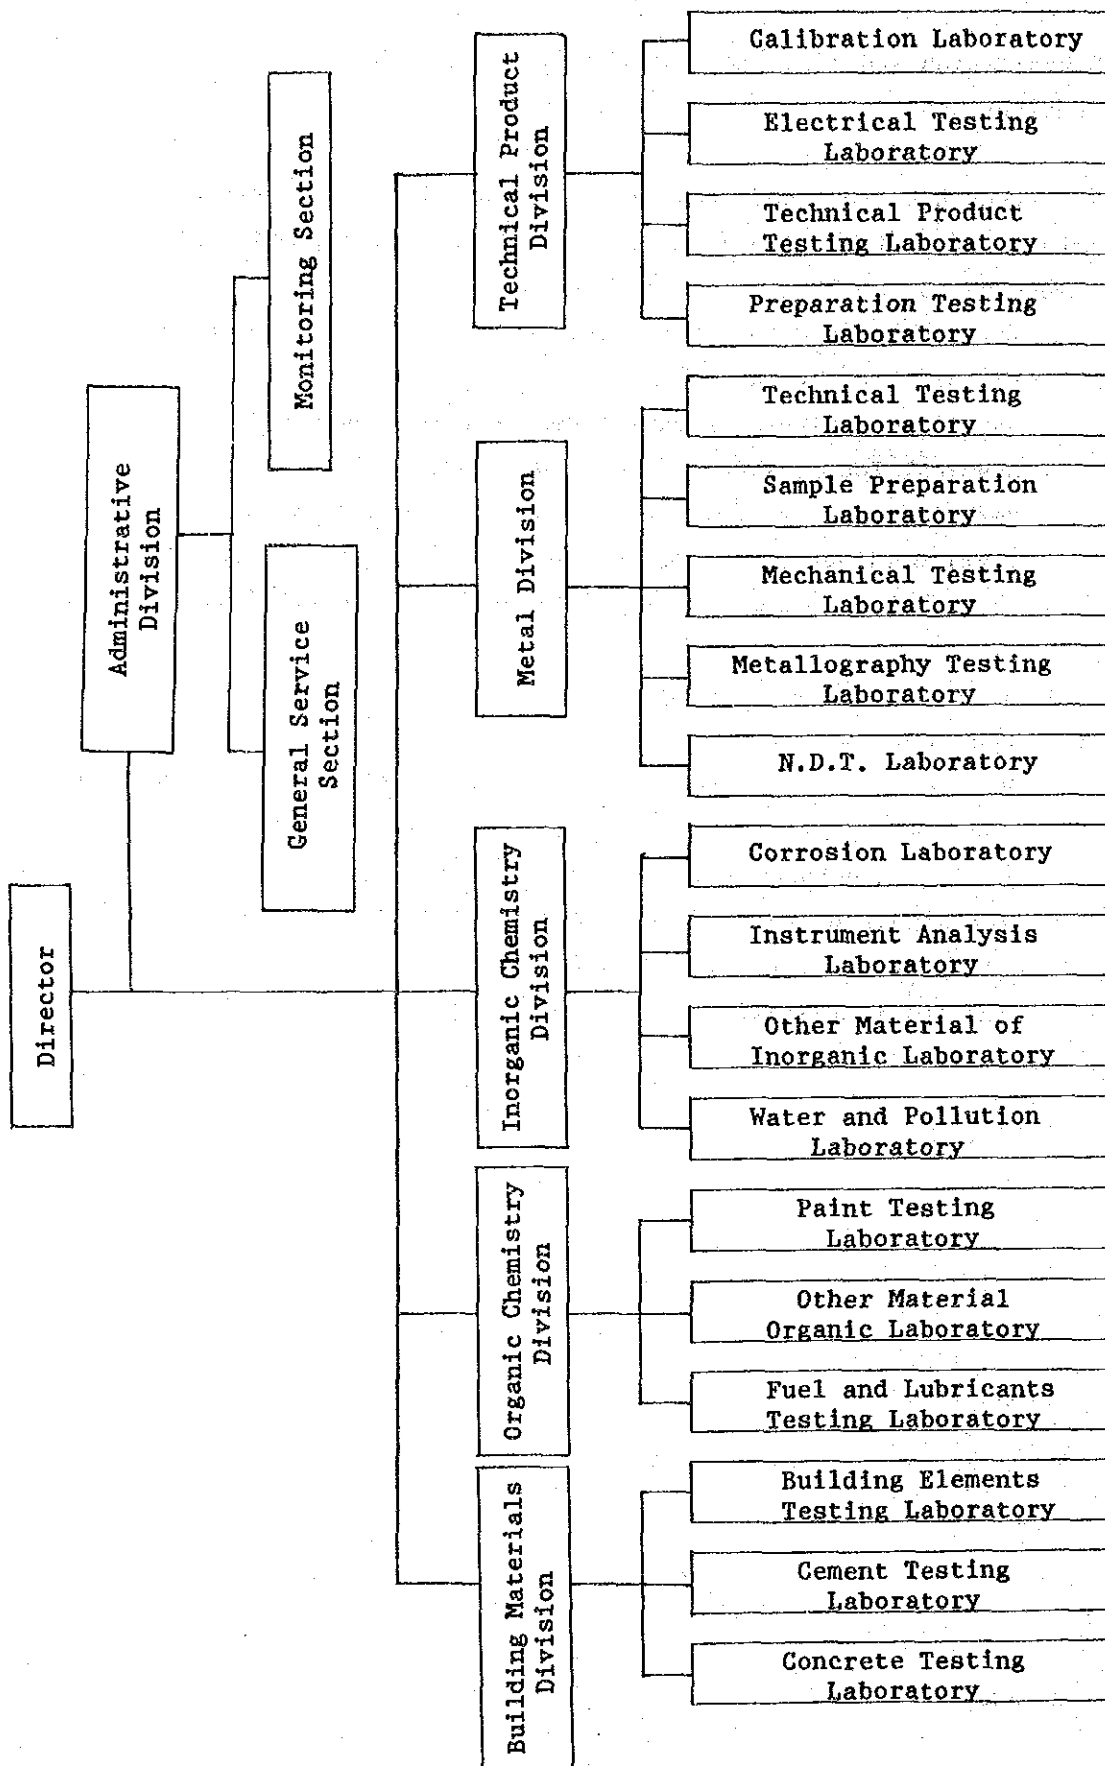 Director
Administrative
Division
General Service
Section
Monitoring Section
Building Materials
Division
Organic Chemistry
Division
Inorganic Chemistry
Division
Metal Division
Technical Product
Division
Calibration Laboratory
Electrical Testing
Laboratory
Technical Product
Testing Laboratory
Preparation Testing
Laboratory
Technical Testing
Laboratory
Sample Preparation
Laboratory
Mechanical Testing
Laboratory
Metallography Testing
Laboratory
N.D.T. Laboratory
Corrosion Laboratory
Instrument Analysis
Laboratory
Other Material of
Inorganic Laboratory
Water and Pollution
Laboratory
Paint Testing
Laboratory
Other Material
Organic Laboratory
Fuel and Lubricants
Testing Laboratory
Building Elements
Testing Laboratory
Cement Testing
Laboratory
Concrete Testing
Laboratory